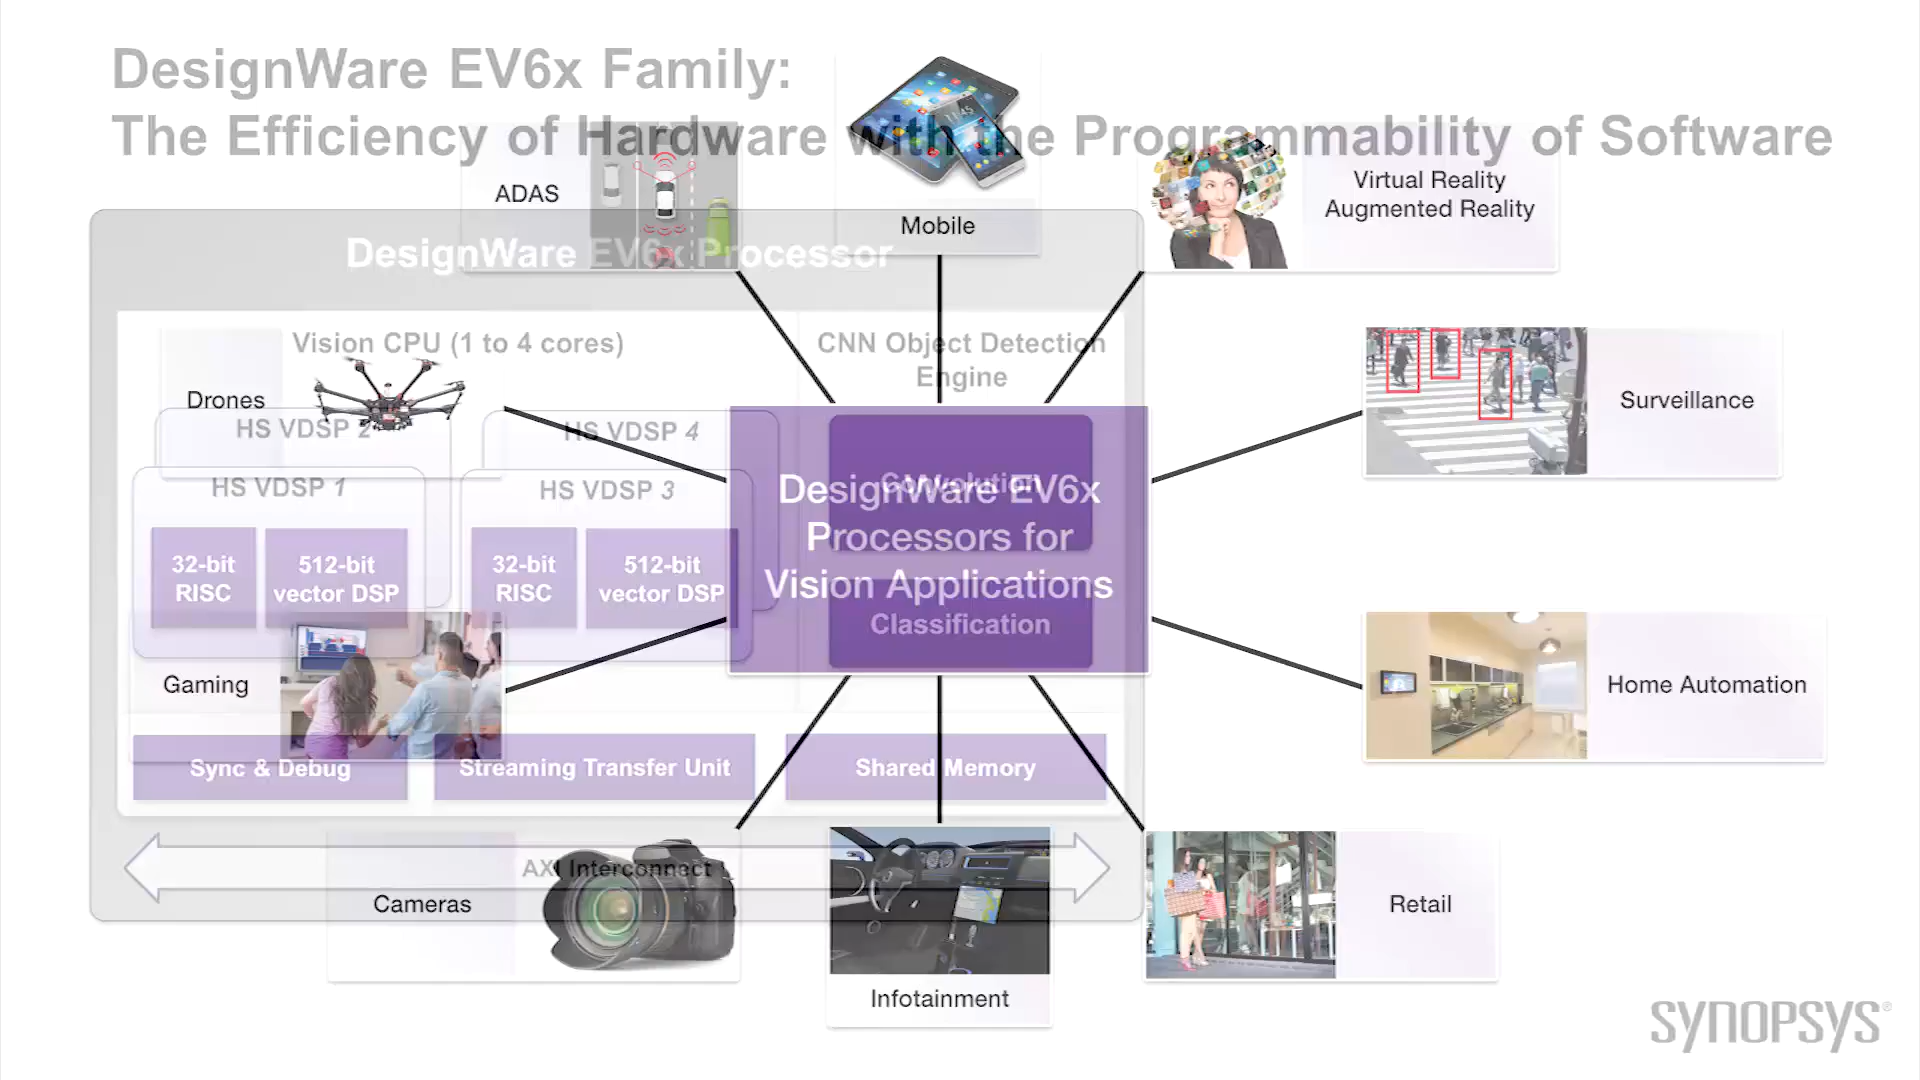 DesignWare EV6x Family:
The Efficiency of Hardware with the Programmability of Software
ADAS
Mobile
Virtual Reality
Augmented Reality
DesignWare EV6x Processor
Vision CPU (1 to 4 cores)
CNN Object Detection
Engine
Drones
Surveillance
HS VDSP 2
HS VDSP 4
HS VDSP 1
HS VDSP 3
32-bit
RISC
512-bit
vector DSP
32-bit
RISC
512-bit
vector DSP
Convolution
DesignWare EV6x
Processors for
Vision Applications
Classification
Gaming
Home Automation
Sync & Debug
Streaming Transfer Unit
Shared Memory
AXI Interconnect
Cameras
Infotainment
Retail
SYNOPSYS®